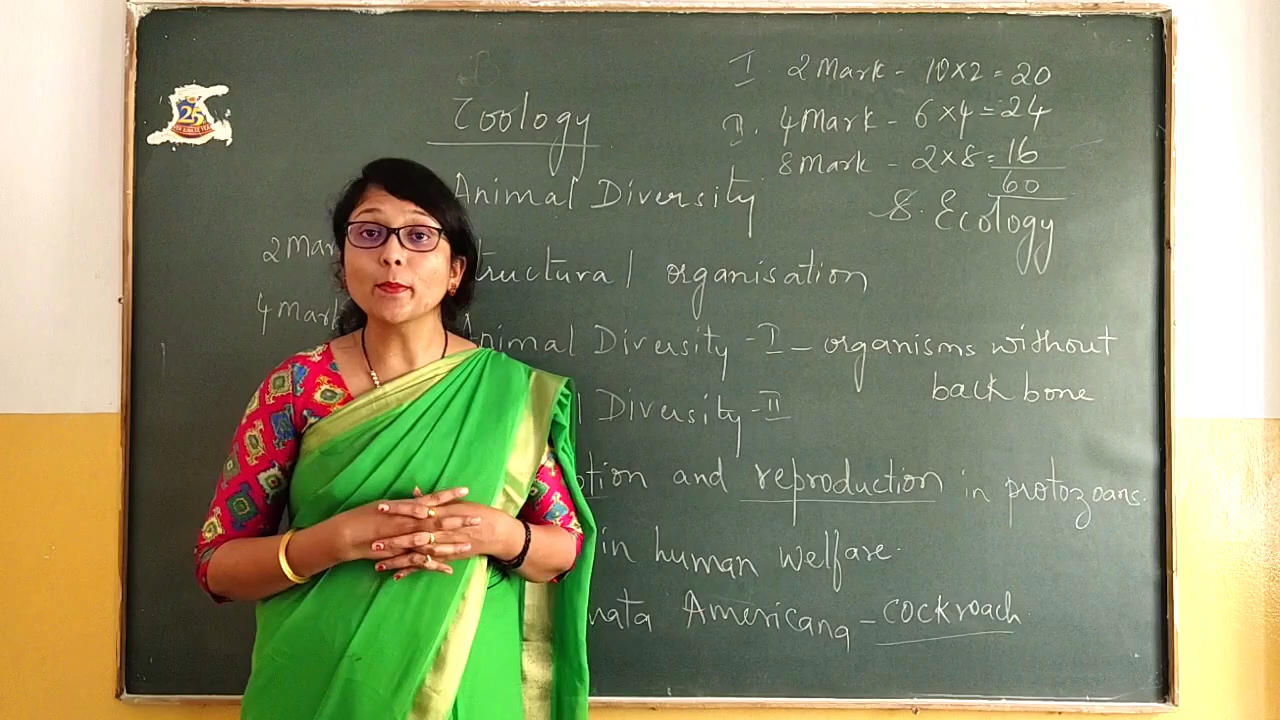 Zoology
I. 2 Mark - 10×2 = 20
II. 4 Mark - 6×4 = 24
8 Mark - 2×8 = 16
60
Animal Diversity
8. Ecology
2 Mar
tructural organisation
4 Mark
Animal Diversity - I - organisms without
back bone
l Diversity - II
otion and reproduction in protozoans.
in human welfare.
nata Americana - cockroach
25